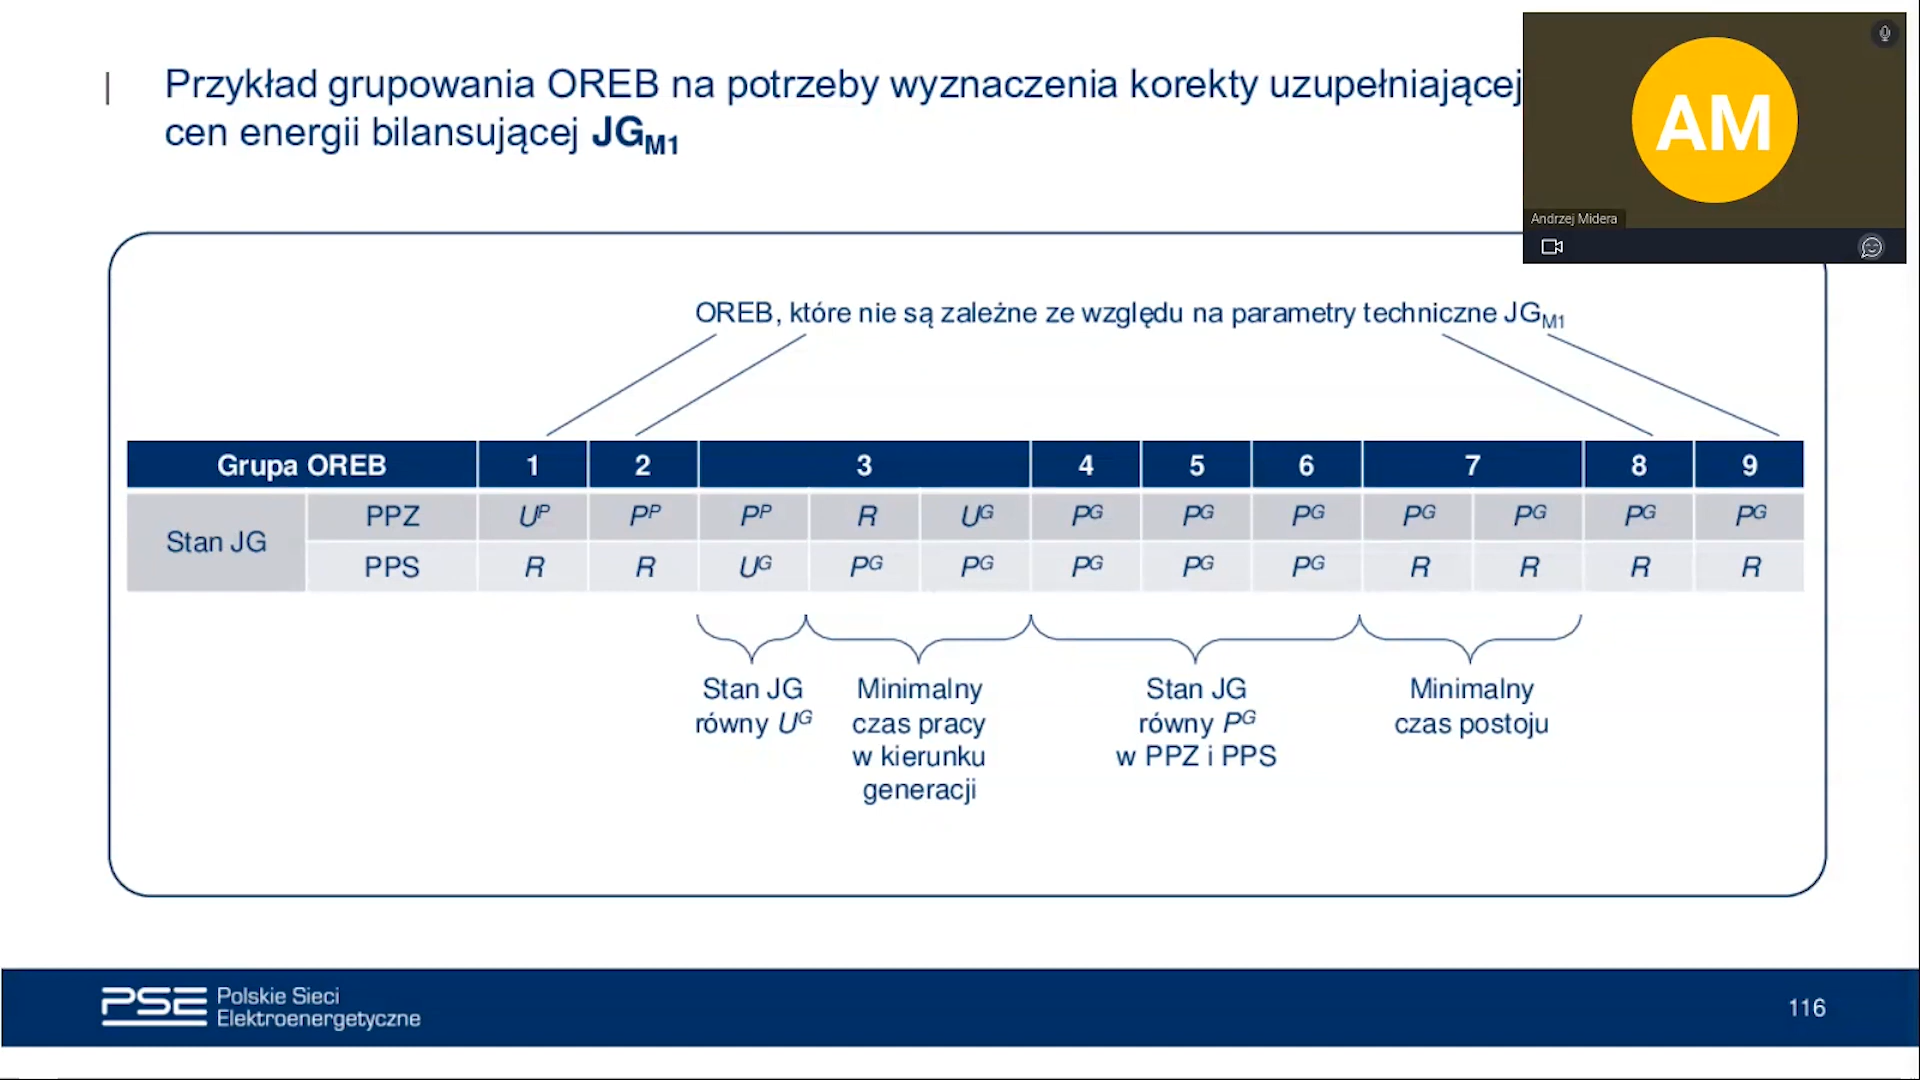 Przykład grupowania OREB na potrzeby wyznaczenia korekty uzupełniającej
cen energii bilansującej JGM1
AM
Andrzej Midera
OREB, które nie są zależne ze względu na parametry techniczne JGM1
Grupa OREB 1 2 3 4 5 6 7 8 9
Stan JG
PPZ Uᴾ Pᴾ Pᴾ R Uᴳ Pᴳ Pᴳ Pᴳ Pᴳ Pᴳ Pᴳ Pᴳ
PPS R R Uᴳ Pᴳ Pᴳ Pᴳ Pᴳ Pᴳ R R R R
Stan JG
równy Uᴳ
Minimalny
czas pracy
w kierunku
generacji
Stan JG
równy Pᴳ
w PPZ i PPS
Minimalny
czas postoju
PSE Polskie Sieci
Elektroenergetyczne
116